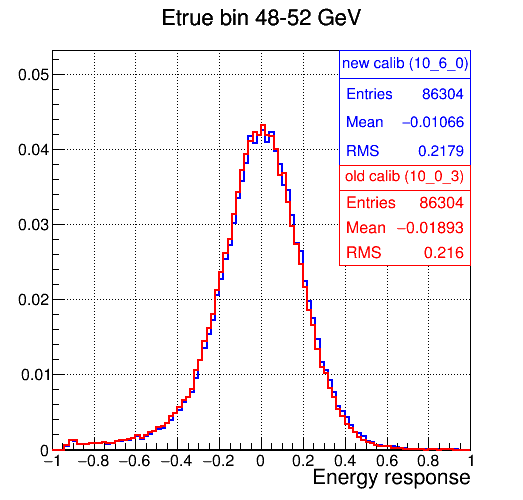 Etrue bin 48-52 GeV
new calib (10_6_0)
Entries 86304
Mean −0.01066
RMS 0.2179
old calib (10_0_3)
Entries 86304
Mean −0.01893
RMS 0.216
0.05
0.04
0.03
0.02
0.01
0
−1 −0.8 −0.6 −0.4 −0.2 0 0.2 0.4 0.6 0.8 1
Energy response